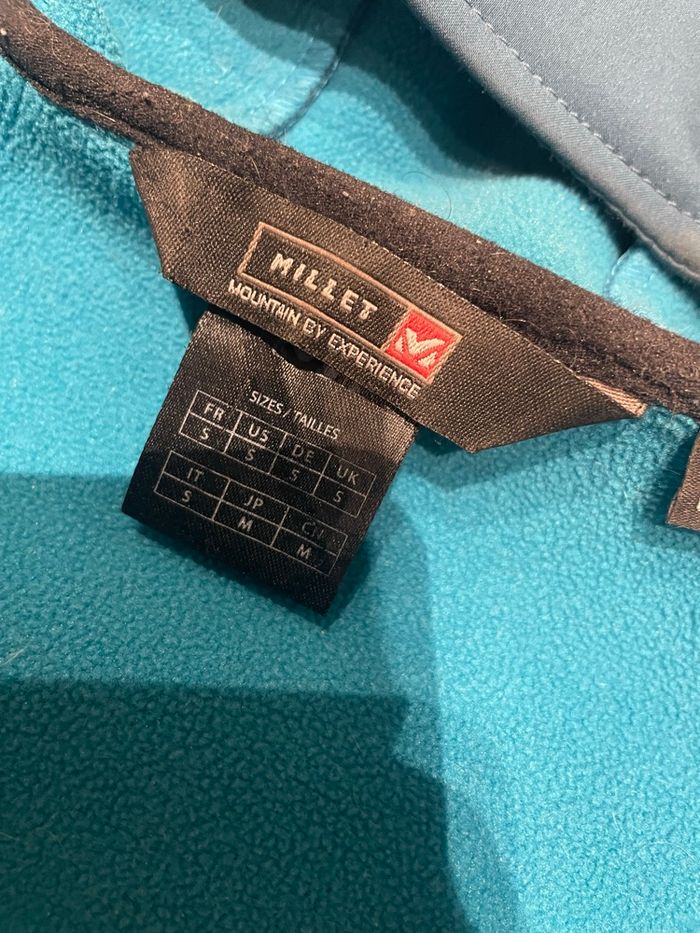 MILLET
MOUNTAIN BY EXPERIENCE
SIZES / TAILLES
FR US DE UK
S S S S
IT JP CN
S M M